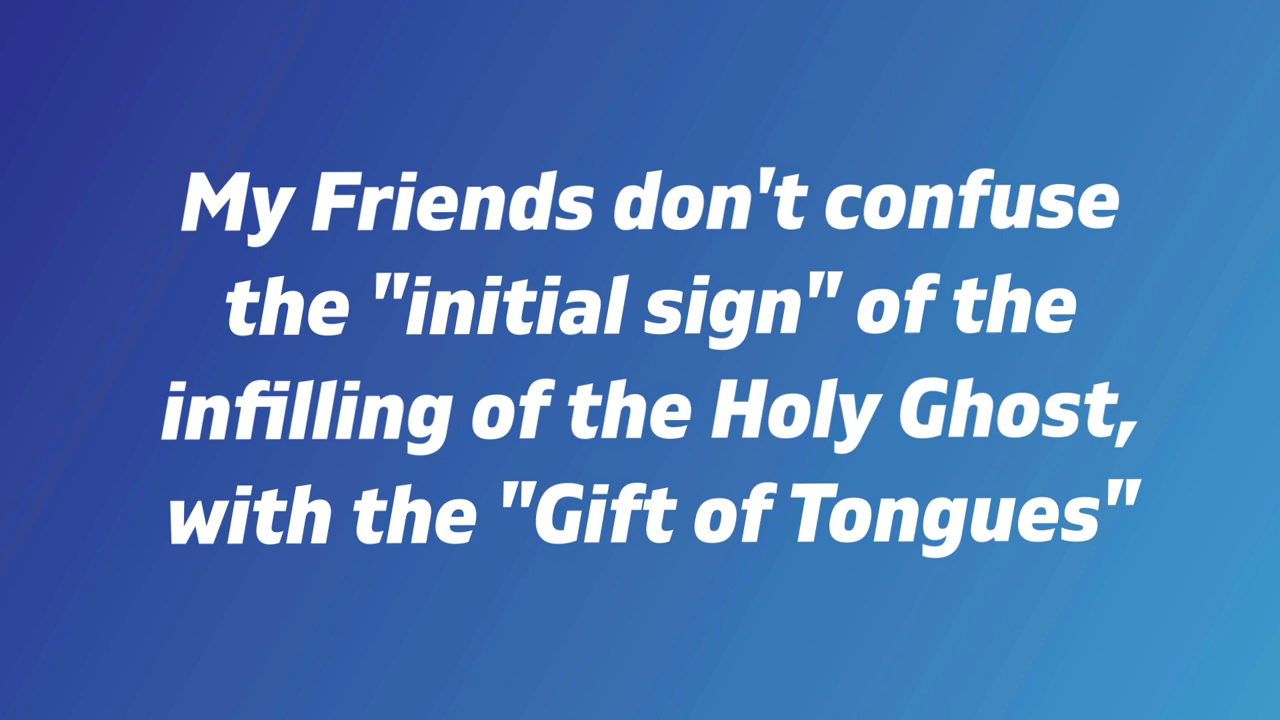 My Friends don't confuse
the "initial sign" of the
infilling of the Holy Ghost,
with the "Gift of Tongues"